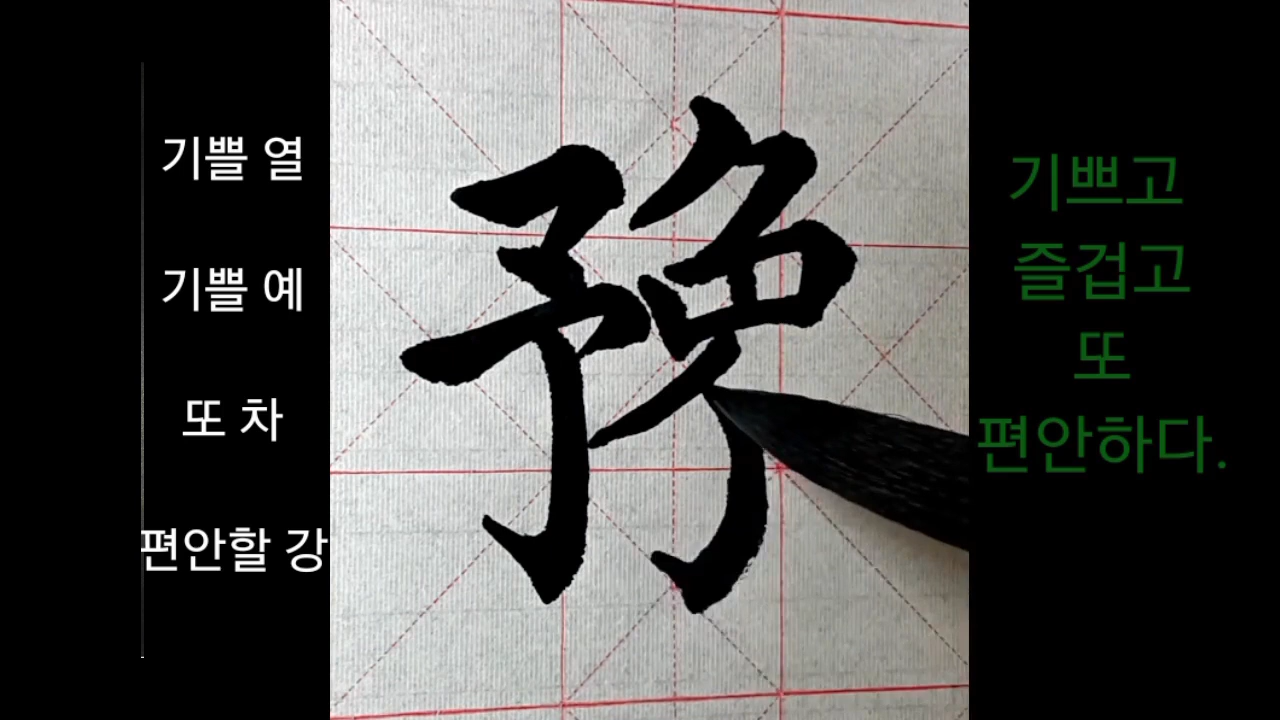 기쁠 열
기쁠 예
또 차
편안할 강
豫
기쁘고
즐겁고
또
편안하다.